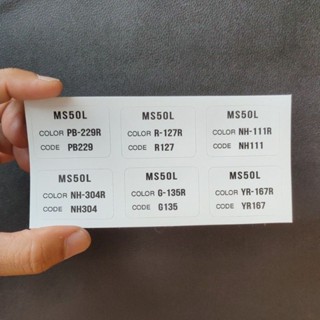 MS50L
COLOR PB-229R
CODE PB229
MS50L
COLOR R-127R
CODE R127
MS50L
COLOR NH-111R
CODE NH111
MS50L
COLOR NH-304R
CODE NH304
MS50L
COLOR G-135R
CODE G135
MS50L
COLOR YR-167R
CODE YR167